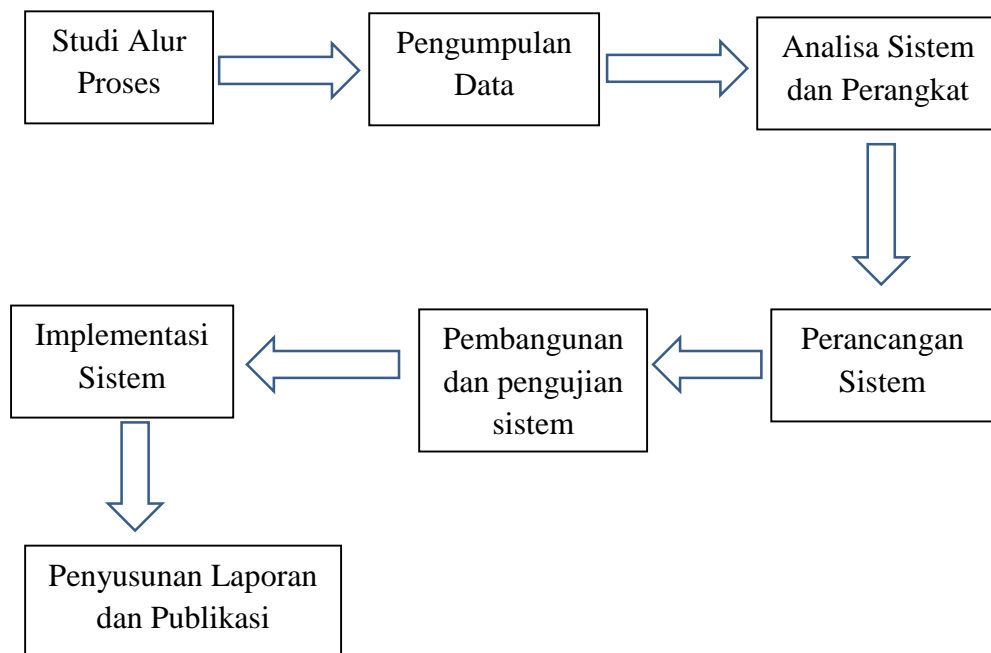 Studi Alur
Proses
Pengumpulan
Data
Analisa Sistem
dan Perangkat
Perancangan
Sistem
Pembangunan
dan pengujian
sistem
Implementasi
Sistem
Penyusunan Laporan
dan Publikasi